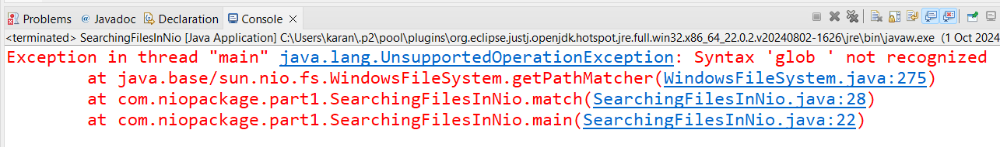 Problems @ Javadoc Declaration Console
<terminated> SearchingFilesInNio [Java Application] C:\Users\karan\.p2\pool\plugins\org.eclipse.justj.openjdk.hotspot.jre.full.win32.x86_64_22.0.2.v20240802-1626\jre\bin\javaw.exe (1 Oct 2024
Exception in thread "main" java.lang.UnsupportedOperationException: Syntax 'glob ' not recognized
at java.base/sun.nio.fs.WindowsFileSystem.getPathMatcher(WindowsFileSystem.java:275)
at com.niopackage.part1.SearchingFilesInNio.match(SearchingFilesInNio.java:28)
at com.niopackage.part1.SearchingFilesInNio.main(SearchingFilesInNio.java:22)